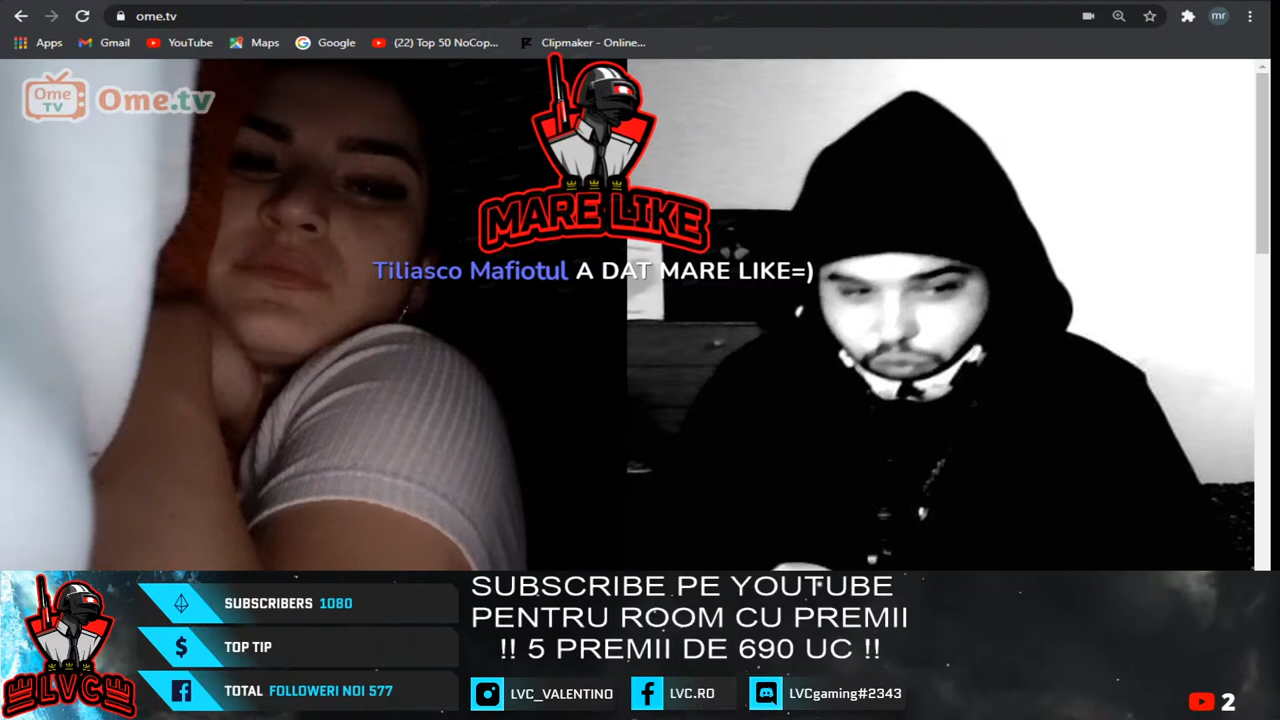 ome.tv
mr
Apps
Gmail
YouTube
Maps
Google
(22) Top 50 NoCop...
Clipmaker - Online...
Ome TV
Ome.tv
MARE LIKE
Tiliasco Mafiotul A DAT MARE LIKE=)
SUBSCRIBERS 1080
TOP TIP
TOTAL FOLLOWERI NOI 577
LVC
SUBSCRIBE PE YOUTUBE
PENTRU ROOM CU PREMII
!! 5 PREMII DE 690 UC !!
LVC_VALENTINO
LVC.RO
LVCgaming#2343
2